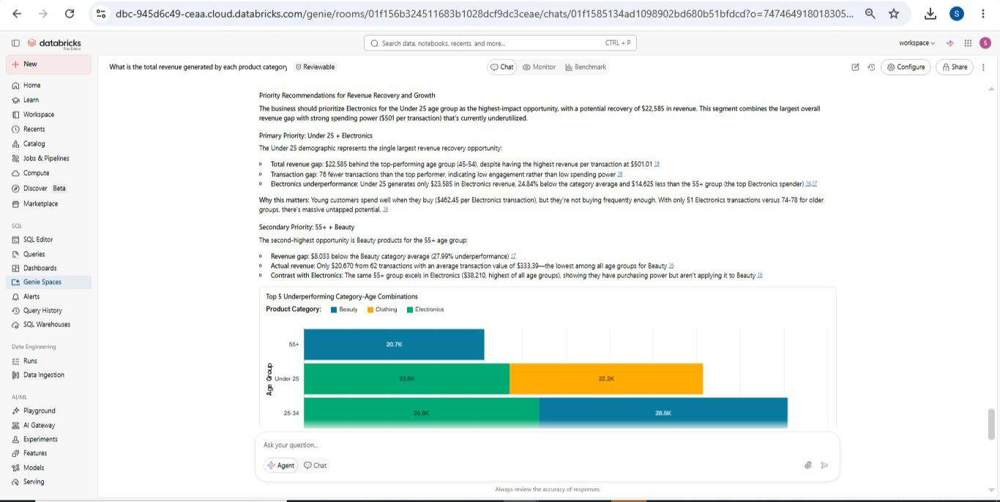 dbc-945d6c49-ceaa.cloud.databricks.com/genie/rooms/01f156b324511683b1028dcf9dc3ceae/chats/01f1585134ad1098902bd680b51bfdcd?o=747464918018305...
S
databricks
Free Edition
Search data, notebooks, recents, and more...
CTRL + P
workspace
S
New
What is the total revenue generated by each product category
Reviewable
Chat
Monitor
Benchmark
Configure
Share
Home
Learn
Workspace
Recents
Catalog
Jobs & Pipelines
Compute
Discover Beta
Marketplace
SQL
SQL Editor
Queries
Dashboards
Genie Spaces
Alerts
Query History
SQL Warehouses
Data Engineering
Runs
Data Ingestion
AI/ML
Playground
AI Gateway
Experiments
Features
Models
Serving
Priority Recommendations for Revenue Recovery and Growth
The business should prioritize Electronics for the Under 25 age group as the highest-impact opportunity, with a potential recovery of $22,585 in revenue. This segment combines the largest overall
revenue gap with strong spending power ($501 per transaction) that's currently underutilized.
Primary Priority: Under 25 + Electronics
The Under 25 demographic represents the single largest revenue recovery opportunity:
Total revenue gap: $22,585 behind the top-performing age group (45-54), despite having the highest revenue per transaction at $501.01 18
Transaction gap: 76 fewer transactions than the top performer, indicating low engagement rather than low spending power 18
Electronics underperformance: Under 25 generates only $23,585 in Electronics revenue, 24.84% below the category average and $14,625 less than the 55+ group (the top Electronics spender) 16,17
Why this matters: Young customers spend well when they buy ($462.45 per Electronics transaction), but they're not buying frequently enough. With only 51 Electronics transactions versus 74-78 for older
groups, there's massive untapped potential. 16
Secondary Priority: 55+ + Beauty
The second-highest opportunity is Beauty products for the 55+ age group:
Revenue gap: $8,033 below the Beauty category average (27.99% underperformance) 17
Actual revenue: Only $20,670 from 62 transactions with an average transaction value of $333.39—the lowest among all age groups for Beauty 16
Contrast with Electronics: The same 55+ group excels in Electronics ($38,210, highest of all age groups), showing they have purchasing power but aren't applying it to Beauty 16
Top 5 Underperforming Category-Age Combinations
Product Category: Beauty Clothing Electronics
Age Group
55+ 20.7K
Under 25 23.6K 22.2K
25-34 26.9K 28.5K
Ask your question...
Agent
Chat
Always review the accuracy of responses.